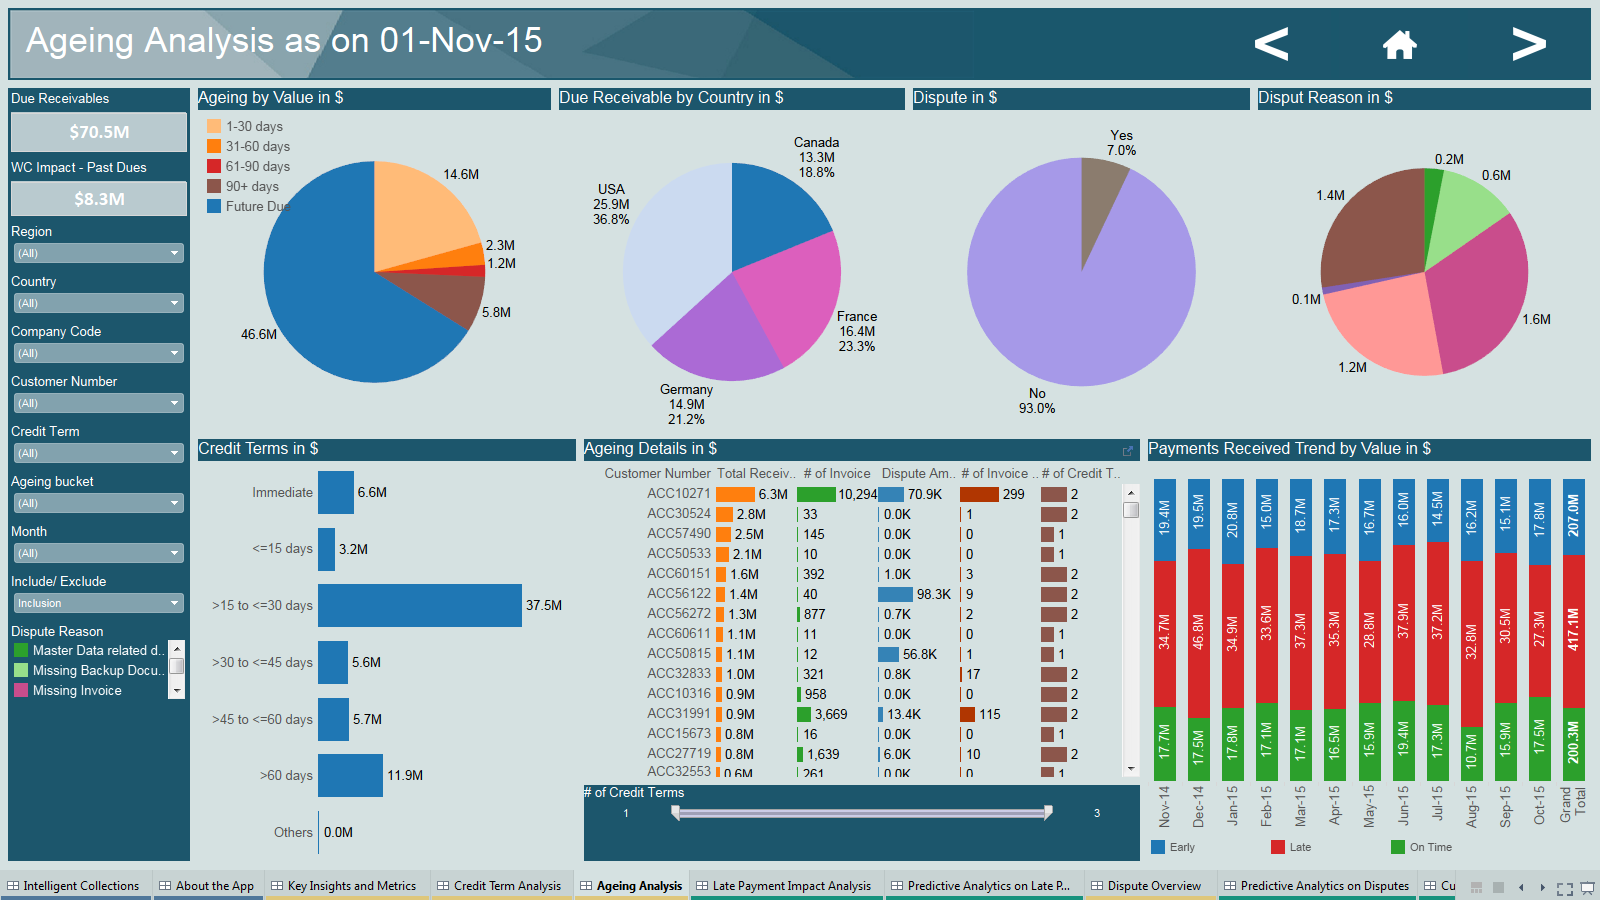 Ageing Analysis as on 01-Nov-15
<
>
Due Receivables
$70.5M
WC Impact - Past Dues
$8.3M
Region
(All)
Country
(All)
Company Code
(All)
Customer Number
(All)
Credit Term
(All)
Ageing bucket
(All)
Month
(All)
Include/ Exclude
Inclusion
Dispute Reason
Master Data related d..
Missing Backup Docu..
Missing Invoice
Ageing by Value in $
1-30 days
31-60 days
61-90 days
90+ days
Future Due
14.6M
2.3M
1.2M
5.8M
46.6M
Due Receivable by Country in $
Canada
13.3M
18.8%
USA
25.9M
36.8%
France
16.4M
23.3%
Germany
14.9M
21.2%
Dispute in $
Yes
7.0%
No
93.0%
Disput Reason in $
0.2M
0.6M
1.4M
0.1M
1.6M
1.2M
Credit Terms in $
Immediate 6.6M
<=15 days 3.2M
>15 to <=30 days 37.5M
>30 to <=45 days 5.6M
>45 to <=60 days 5.7M
>60 days 11.9M
Others 0.0M
Ageing Details in $
Customer Number Total Receiv.. # of Invoice Dispute Am.. # of Invoice .. # of Credit T..
ACC10271 6.3M 10,294 70.9K 299 2
ACC30524 2.8M 33 0.0K 1 2
ACC57490 2.5M 145 0.0K 0 1
ACC50533 2.1M 10 0.0K 0 1
ACC60151 1.6M 392 1.0K 3 2
ACC56122 1.4M 40 98.3K 9 2
ACC56272 1.3M 877 0.7K 2 2
ACC60611 1.1M 11 0.0K 0 1
ACC50815 1.1M 12 56.8K 1 1
ACC32833 1.0M 321 0.8K 17 2
ACC10316 0.9M 958 0.0K 0 2
ACC31991 0.9M 3,669 13.4K 115 2
ACC15673 0.8M 16 0.0K 0 1
ACC27719 0.8M 1,639 6.0K 10 2
ACC32553 0.6M 261 0.0K 0 1
# of Credit Terms
1 3
Payments Received Trend by Value in $
19.4M 19.5M 20.8M 15.0M 18.7M 17.3M 16.7M 16.0M 14.5M 16.2M 15.1M 17.8M 207.0M
34.7M 46.8M 34.9M 33.6M 37.3M 35.3M 28.8M 37.9M 37.2M 32.8M 30.5M 27.3M 417.1M
17.7M 17.5M 17.8M 17.1M 17.1M 16.5M 15.9M 19.4M 17.3M 10.7M 15.9M 17.5M 200.3M
Nov-14 Dec-14 Jan-15 Feb-15 Mar-15 Apr-15 May-15 Jun-15 Jul-15 Aug-15 Sep-15 Oct-15 Grand Total
Early Late On Time
Intelligent Collections About the App Key Insights and Metrics Credit Term Analysis Ageing Analysis Late Payment Impact Analysis Predictive Analytics on Late P... Dispute Overview Predictive Analytics on Disputes Cu